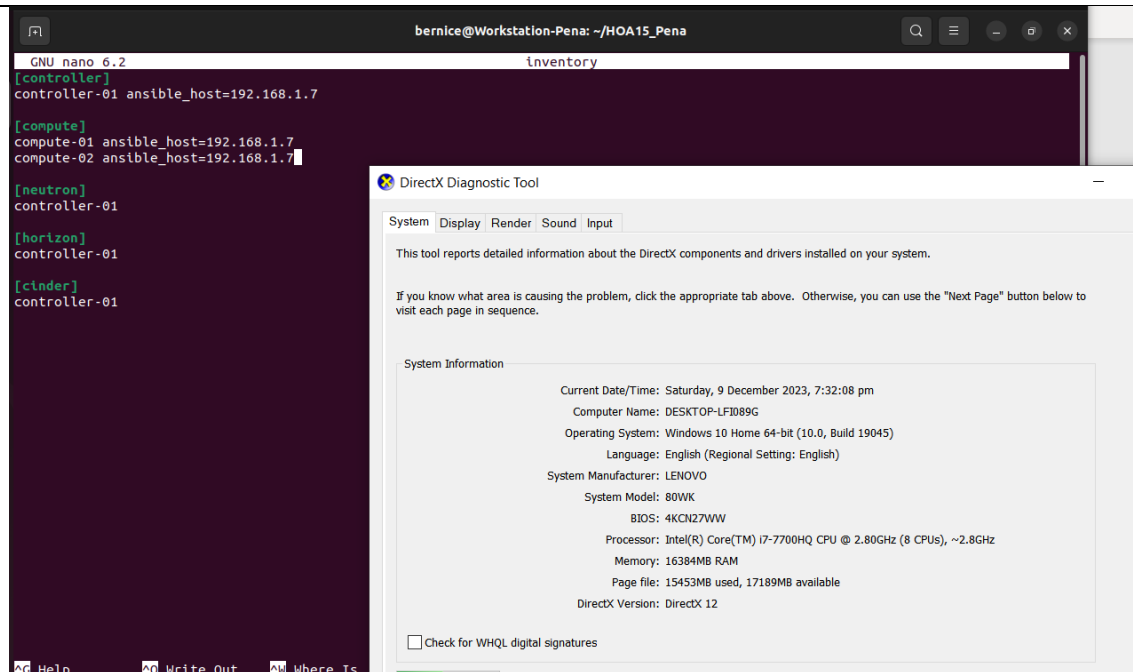 bernice@Workstation-Pena: ~/HOA15_Pena
GNU nano 6.2 inventory
[controller]
controller-01 ansible_host=192.168.1.7
[compute]
compute-01 ansible_host=192.168.1.7
compute-02 ansible_host=192.168.1.7
[neutron]
controller-01
[horizon]
controller-01
[cinder]
controller-01
^G Help ^O Write Out ^W Where Is
DirectX Diagnostic Tool
System Display Render Sound Input
This tool reports detailed information about the DirectX components and drivers installed on your system.
If you know what area is causing the problem, click the appropriate tab above. Otherwise, you can use the "Next Page" button below to
visit each page in sequence.
System Information
Current Date/Time: Saturday, 9 December 2023, 7:32:08 pm
Computer Name: DESKTOP-LFI089G
Operating System: Windows 10 Home 64-bit (10.0, Build 19045)
Language: English (Regional Setting: English)
System Manufacturer: LENOVO
System Model: 80WK
BIOS: 4KCN27WW
Processor: Intel(R) Core(TM) i7-7700HQ CPU @ 2.80GHz (8 CPUs), ~2.8GHz
Memory: 16384MB RAM
Page file: 15453MB used, 17189MB available
DirectX Version: DirectX 12
Check for WHQL digital signatures